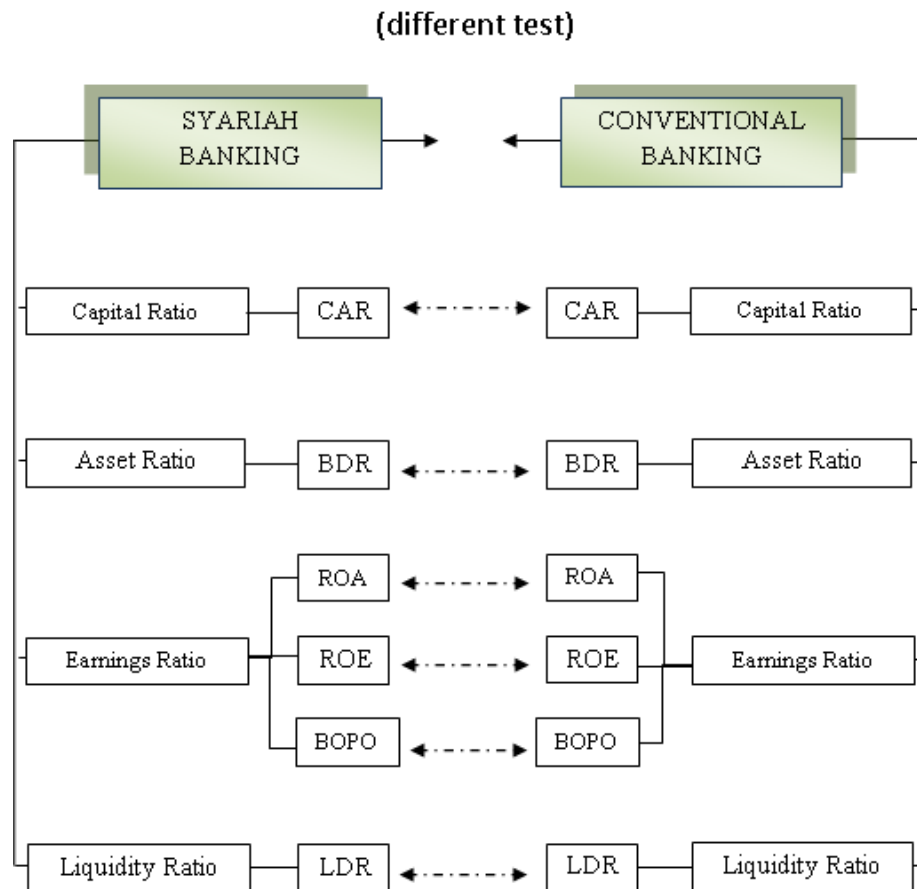 (different test)
SYARIAH
BANKING
CONVENTIONAL
BANKING
Capital Ratio
CAR
CAR
Capital Ratio
Asset Ratio
BDR
BDR
Asset Ratio
ROA
ROA
Earnings Ratio
ROE
ROE
Earnings Ratio
BOPO
BOPO
Liquidity Ratio
LDR
LDR
Liquidity Ratio